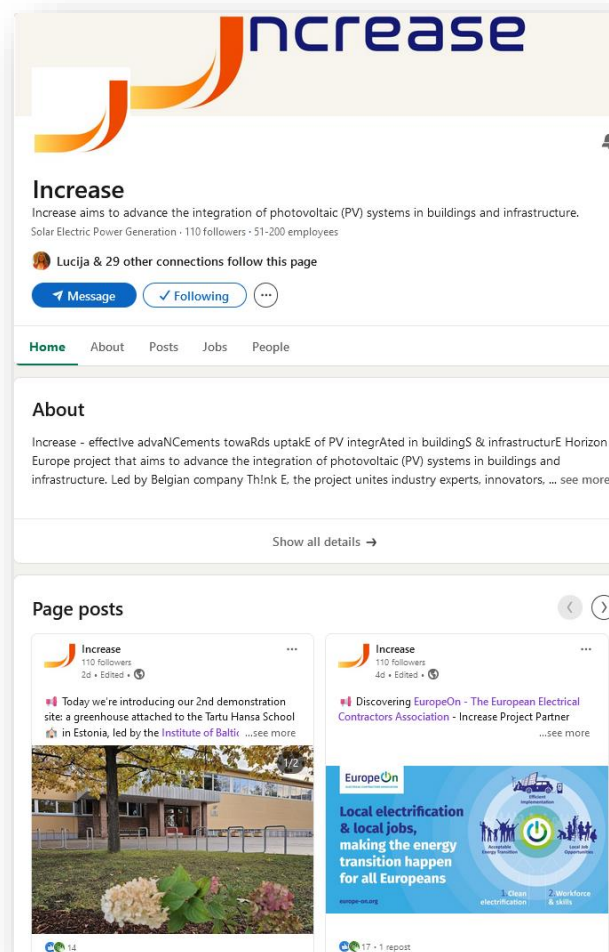 ncrease
Increase
Increase aims to advance the integration of photovoltaic (PV) systems in buildings and infrastructure.
Solar Electric Power Generation · 110 followers · 51-200 employees
Lucija & 29 other connections follow this page
Message
Following
Home About Posts Jobs People
About
Increase - effectIve advaNCements towaRds uptakE of PV integrAted in buildingS & infrastructurE Horizon
Europe project that aims to advance the integration of photovoltaic (PV) systems in buildings and
infrastructure. Led by Belgian company Th!nk E, the project unites industry experts, innovators, ... see more
Show all details →
Page posts
Increase
110 followers
2d • Edited •
Today we're introducing our 2nd demonstration
site: a greenhouse attached to the Tartu Hansa School
in Estonia, led by the Institute of Baltic ...see more
1/2
14
Increase
110 followers
4d • Edited •
Discovering EuropeOn - The European Electrical
Contractors Association - Increase Project Partner
...see more
EuropeOn
Local electrification
& local jobs,
making the energy
transition happen
for all Europeans
europe-on.org
Efficient
Implementation
Acceptable
Energy Transition
Local Job
Opportunities
1. Clean
electrification
2. Workforce
& skills
17 · 1 repost